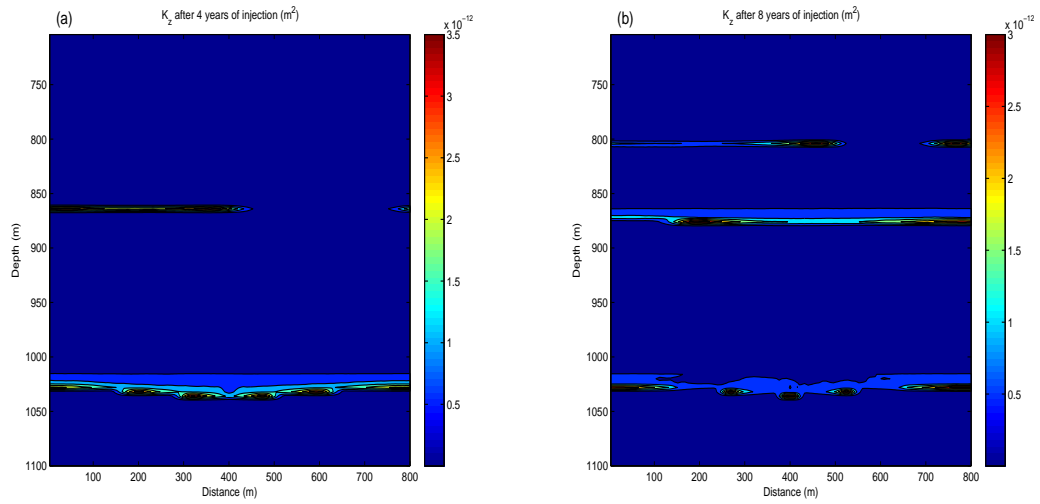 (a)
K_z after 4 years of injection (m²)
x 10⁻¹²
Depth (m)
750
800
850
900
950
1000
1050
1100
100 200 300 400 500 600 700 800
Distance (m)
3.5
3
2.5
2
1.5
1
0.5
(b)
K_z after 8 years of injection (m²)
x 10⁻¹²
Depth (m)
750
800
850
900
950
1000
1050
1100
100 200 300 400 500 600 700 800
Distance (m)
3
2.5
2
1.5
1
0.5